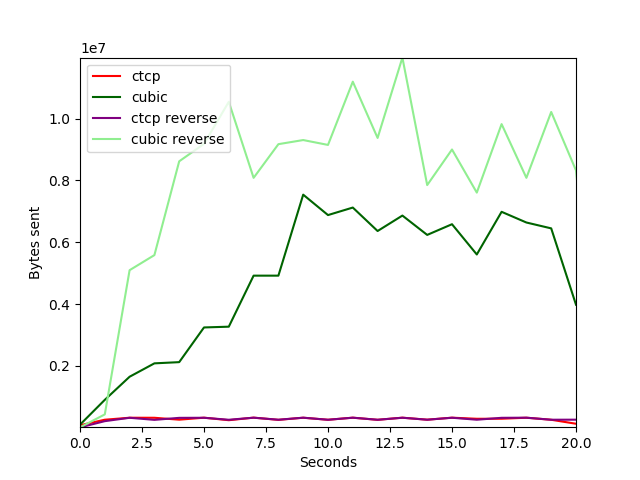 1e7
ctcp
cubic
ctcp reverse
cubic reverse
1.0
0.8
0.6
0.4
0.2
Bytes sent
0.0 2.5 5.0 7.5 10.0 12.5 15.0 17.5 20.0
Seconds